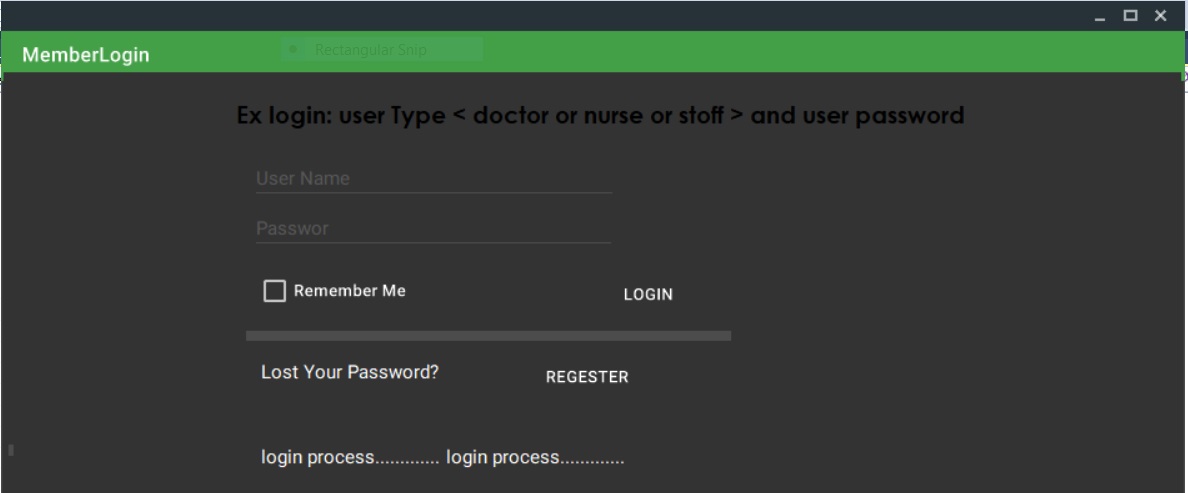 Rectangular Snip
MemberLogin
Ex login: user Type < doctor or nurse or stoff > and user password
User Name
Passwor
Remember Me
LOGIN
Lost Your Password?
REGESTER
login process............. login process.............